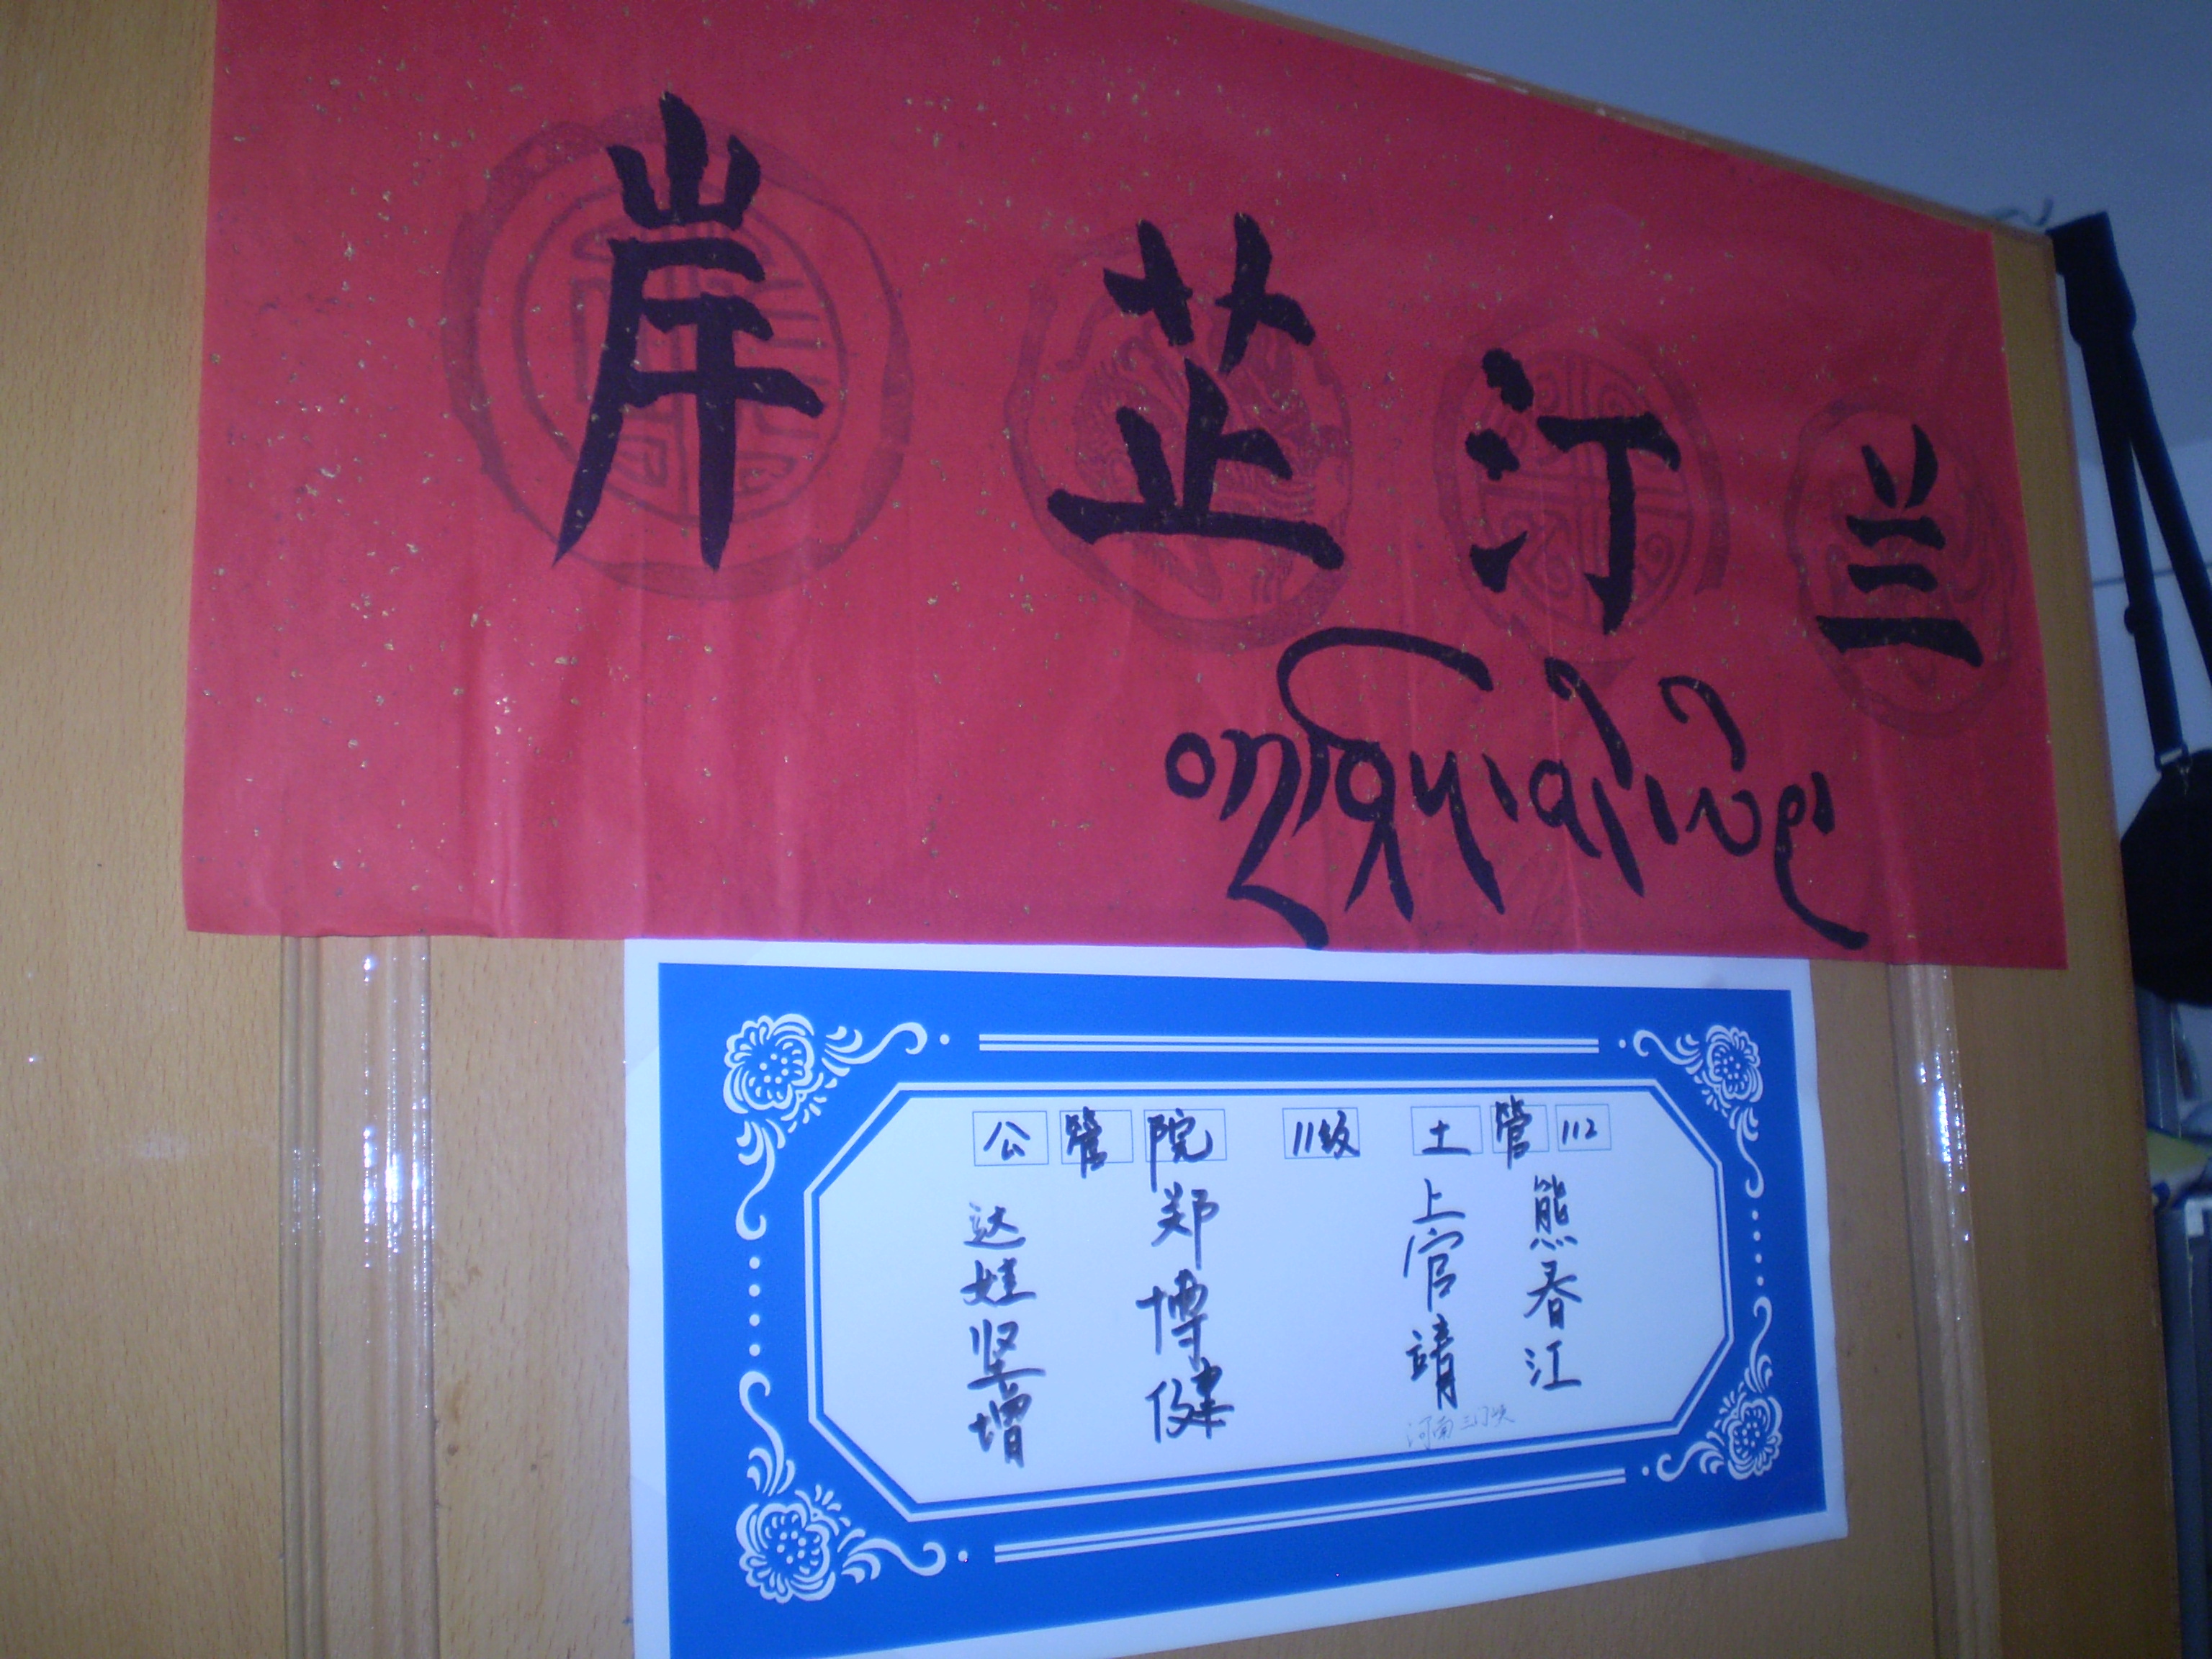 岸芷汀兰
公管院 11级 土管112
达娃坚增
郑博健
上官靖
河南三门峡
熊春江